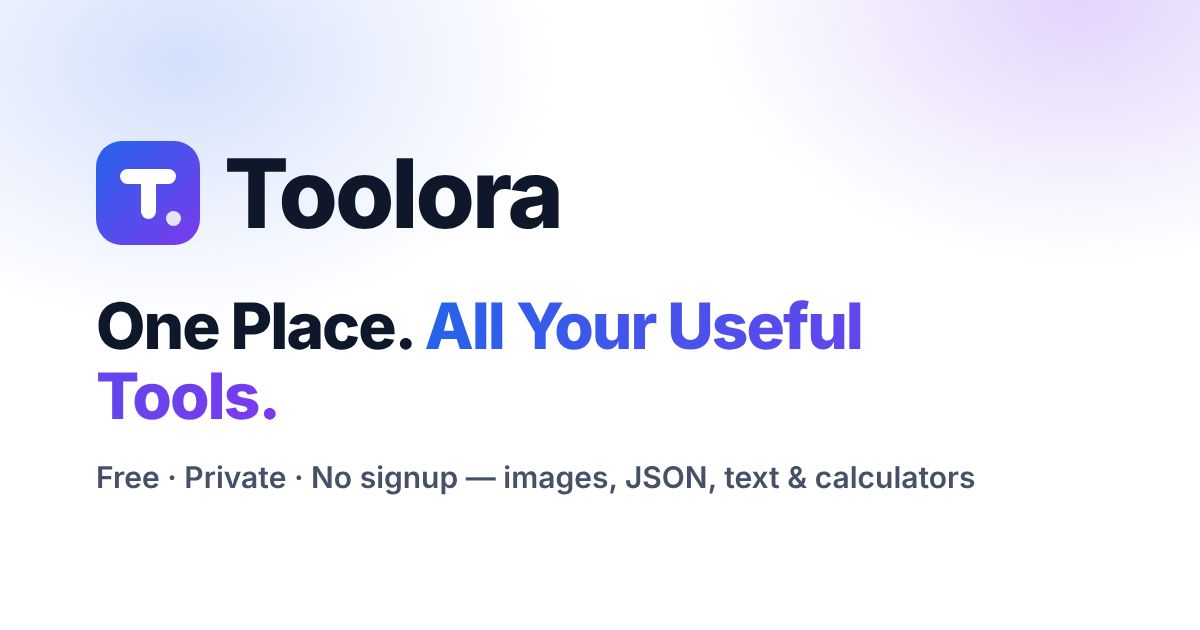 T.
Toolora
One Place. All Your Useful
Tools.
Free · Private · No signup — images, JSON, text & calculators